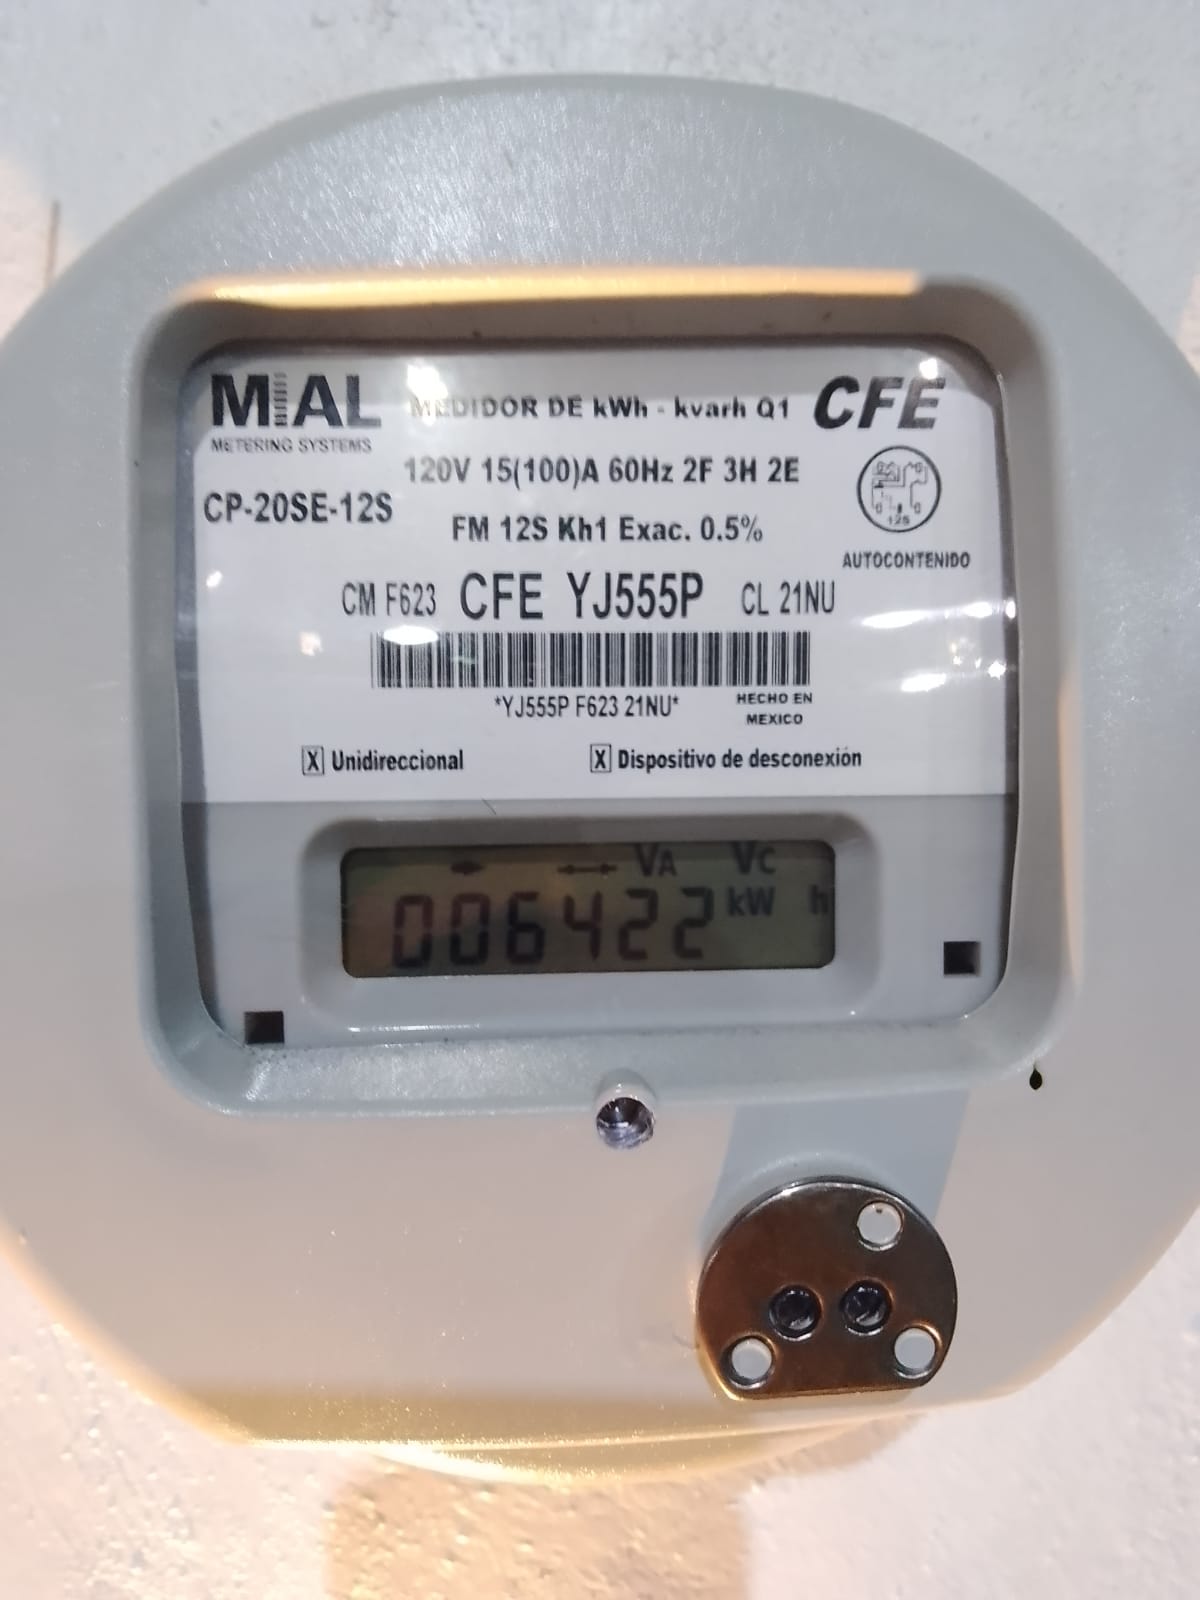 MIAL MEDIDOR DE kWh - kvarh Q1 CFE
METERING SYSTEMS
120V 15(100)A 60Hz 2F 3H 2E
CP-20SE-12S
FM 12S Kh1 Exac. 0.5%
12S
AUTOCONTENIDO
CM F623 CFE YJ555P CL 21NU
*YJ555P F623 21NU*
HECHO EN
MEXICO
X Unidireccional X Dispositivo de desconexión
VA VC
006422 kW h